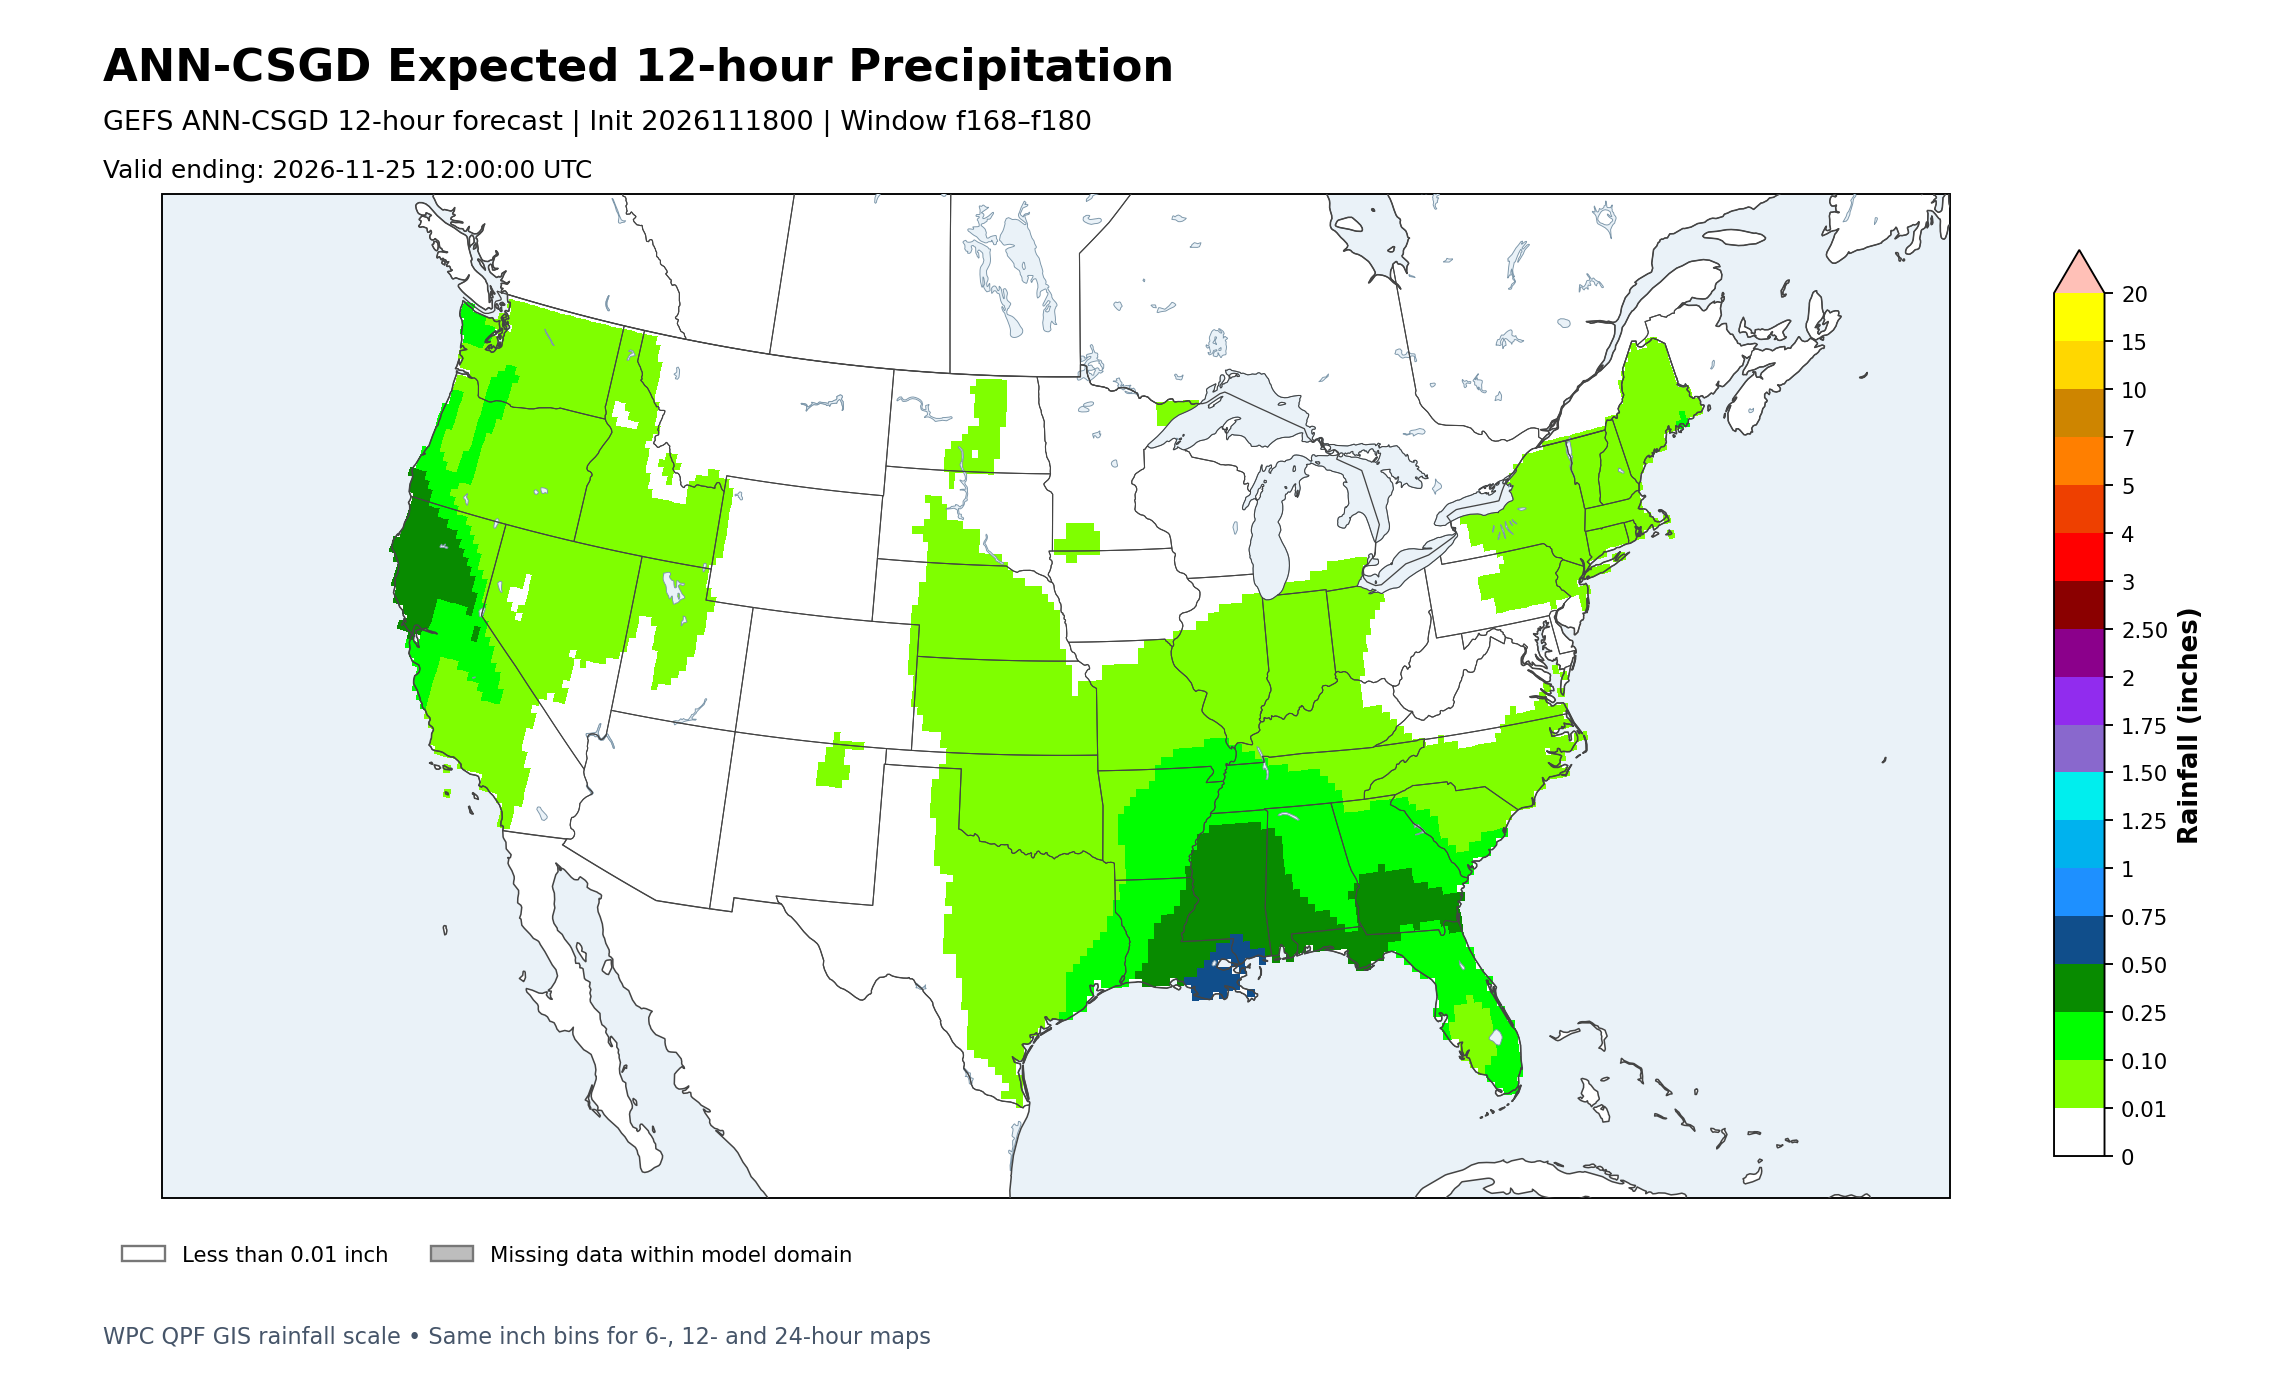 ANN-CSGD Expected 12-hour Precipitation
GEFS ANN-CSGD 12-hour forecast | Init 2026111800 | Window f168–f180
Valid ending: 2026-11-25 12:00:00 UTC
20
15
10
7
5
4
3
2.50
2
1.75
1.50
1.25
1
0.75
0.50
0.25
0.10
0.01
0
Rainfall (inches)
Less than 0.01 inch
Missing data within model domain
WPC QPF GIS rainfall scale • Same inch bins for 6-, 12- and 24-hour maps